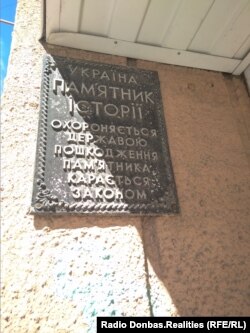 УКРАЇНА
ПАМ'ЯТНИК
ІСТОРІЇ
ОХОРОНЯЄТЬСЯ
ДЕРЖАВОЮ
ПОШКОДЖЕННЯ
ПАМ'ЯТНИКА
КАРАЄТЬСЯ
ЗАКОНОМ
Radio Donbas.Realities (RFE/RL)